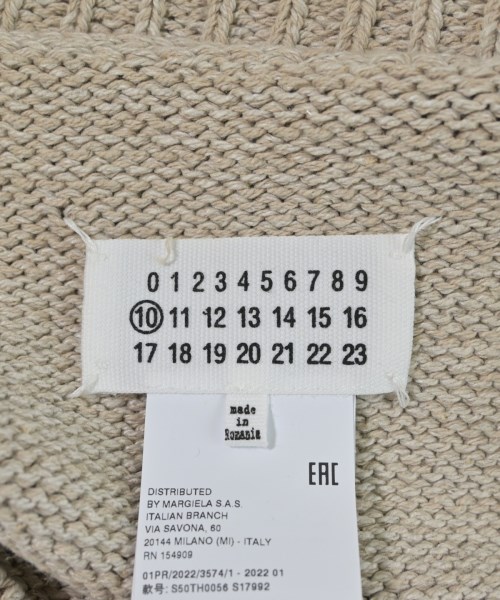 0 1 2 3 4 5 6 7 8 9
10 11 12 13 14 15 16
17 18 19 20 21 22 23
made
in
Romania
EAC
DISTRIBUTED
BY MARGIELA S.A.S.
ITALIAN BRANCH
VIA SAVONA, 60
20144 MILANO (MI) - ITALY
RN 154909
01PR/2022/3574/1 - 2022 01
款号: S50TH0056 S17992